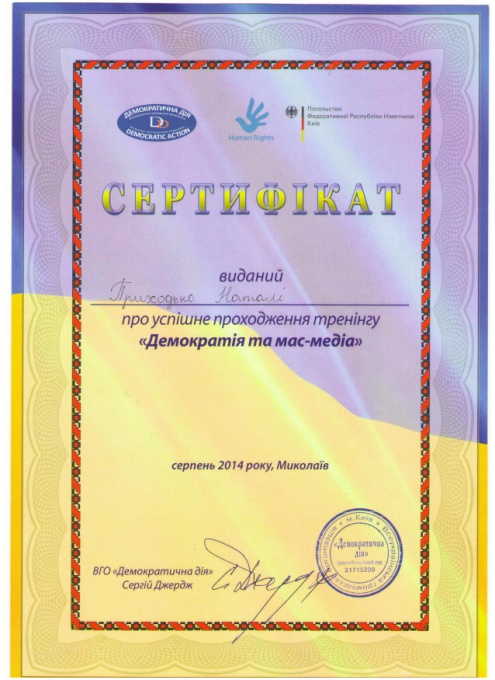 ДЕМОКРАТИЧНА ДІЯ
DEMOCRATIC ACTION
Human Rights
Посольство
Федеративної Республіки Німеччина
Київ
СЕРТИФІКАТ
виданий
Приходько Наталі
про успішне проходження тренінгу
«Демократія та мас-медіа»
серпень 2014 року, Миколаїв
ВГО «Демократична дія»
Сергій Джердж
м.Київ
«Демократична
дія»
21715200